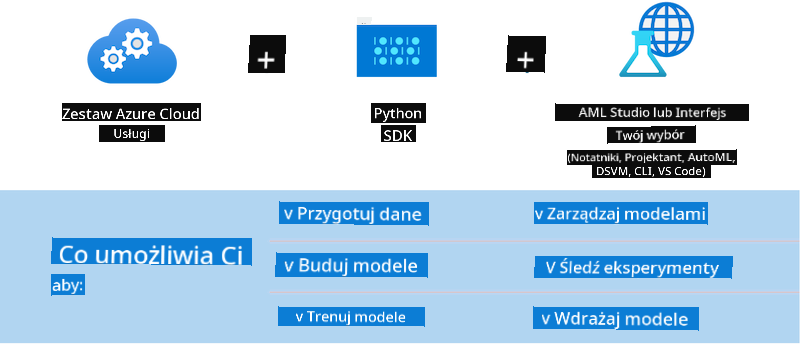 +
+
Zestaw Azure Cloud
Usługi
Python
SDK
AML Studio lub Interfejs
Twój wybór
(Notatniki, Projektant, AutoML,
DSVM, CLI, VS Code)
Co umożliwia Ci
aby:
v Przygotuj dane
v Zarządzaj modelami
v Buduj modele
V Śledź eksperymenty
v Trenuj modele
v Wdrażaj modele